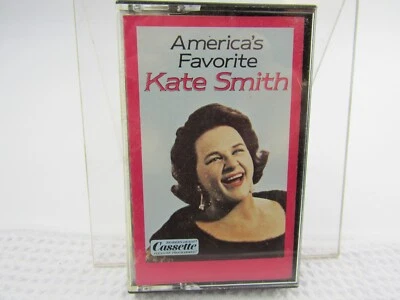 America's
Favorite
Kate Smith
Cassette